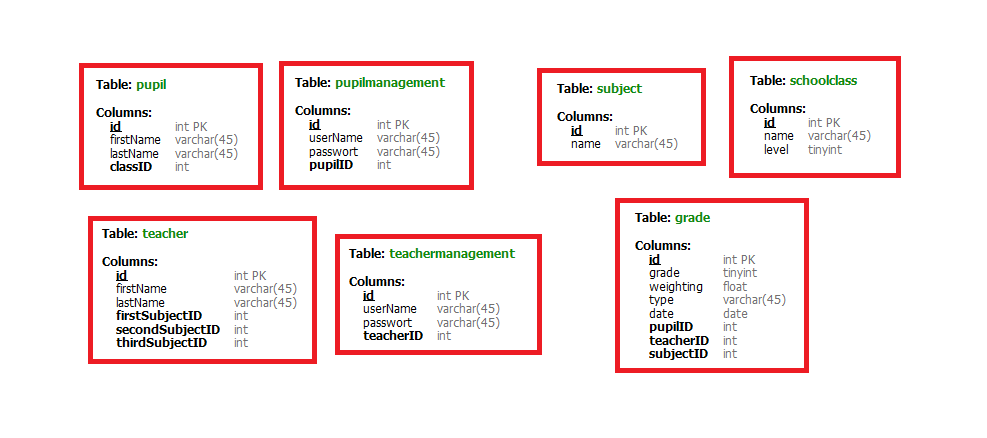 Table: pupil
Columns:
id int PK
firstName varchar(45)
lastName varchar(45)
classID int
Table: pupilmanagement
Columns:
id int PK
userName varchar(45)
passwort varchar(45)
pupilID int
Table: subject
Columns:
id int PK
name varchar(45)
Table: schoolclass
Columns:
id int PK
name varchar(45)
level tinyint
Table: teacher
Columns:
id int PK
firstName varchar(45)
lastName varchar(45)
firstSubjectID int
secondSubjectID int
thirdSubjectID int
Table: teachermanagement
Columns:
id int PK
userName varchar(45)
passwort varchar(45)
teacherID int
Table: grade
Columns:
id int PK
grade tinyint
weighting float
type varchar(45)
date date
pupilID int
teacherID int
subjectID int